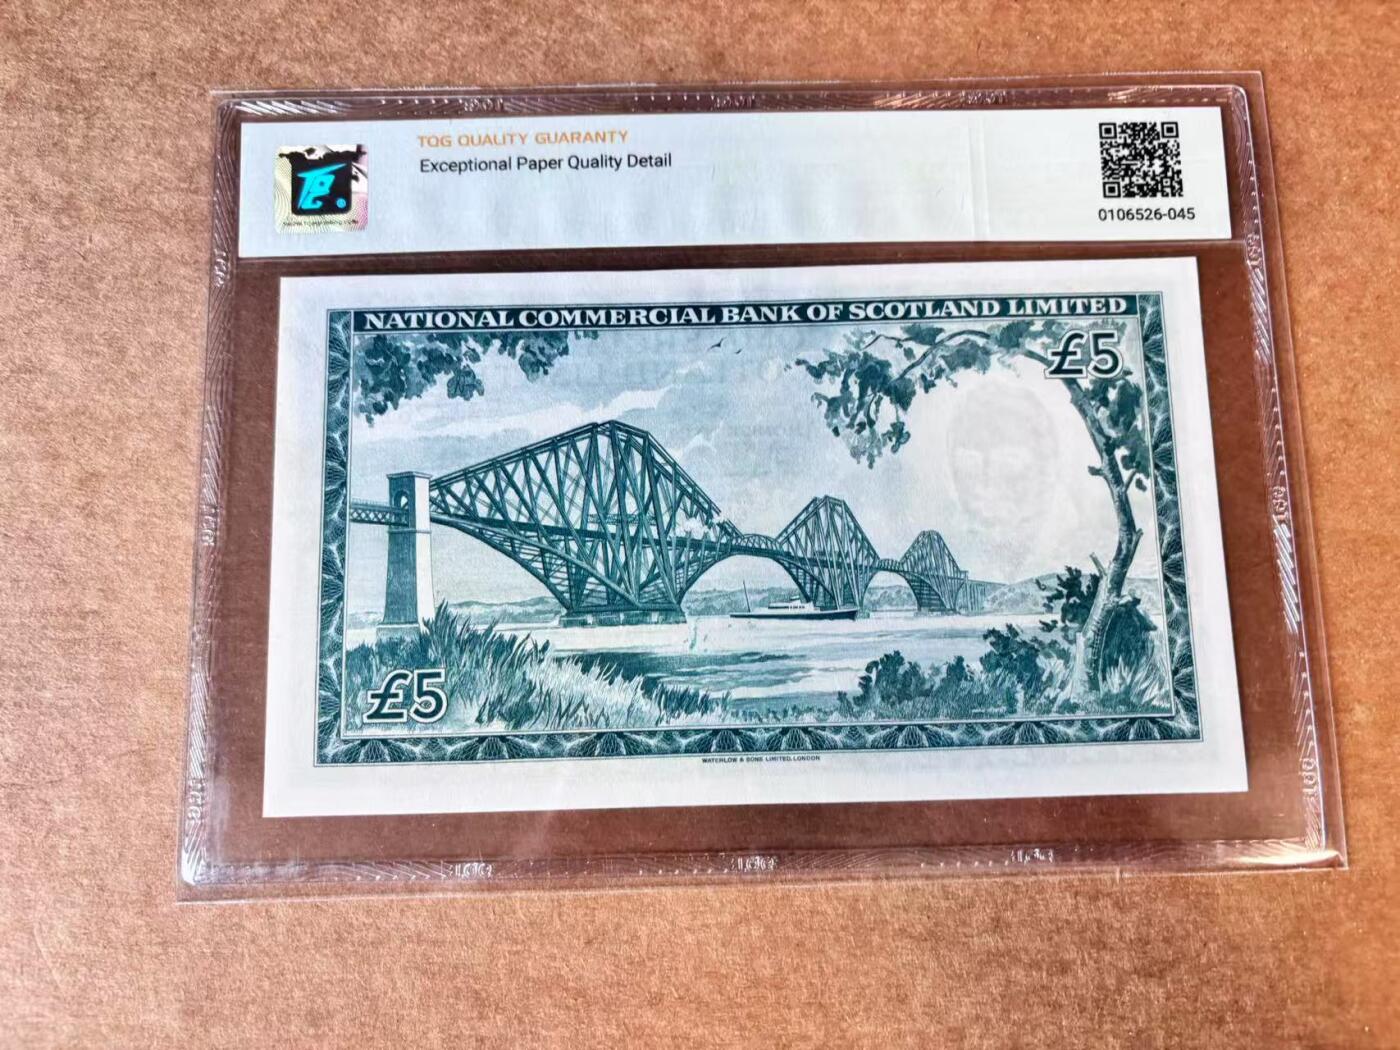 TQG QUALITY GUARANTY
Exceptional Paper Quality Detail
0106526-045
NATIONAL COMMERCIAL BANK OF SCOTLAND LIMITED
£5
£5
WATERLOW & SONS LIMITED, LONDON